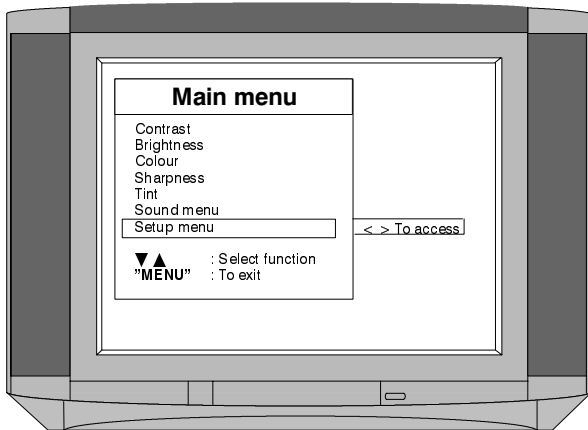 Main menu
Contrast
Brightness
Colour
Sharpness
Tint
Sound menu
Setup menu
< > To access
▼▲ : Select function
"MENU" : To exit